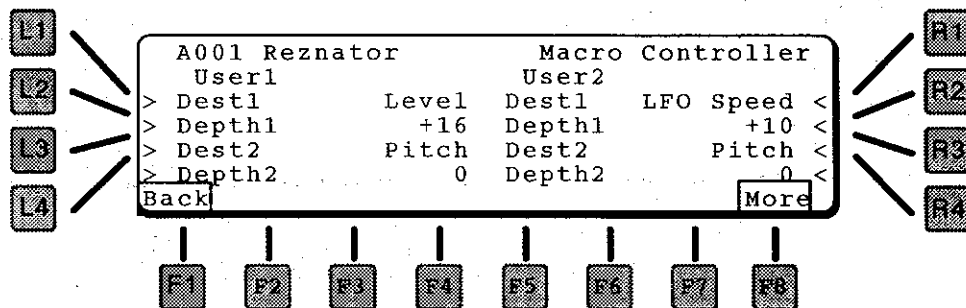 L1
L2
L3
L4
A001 Reznator Macro Controller
User1 User2
> Dest1 Level Dest1 LFO Speed <
> Depth1 +16 Depth1 +10 <
> Dest2 Pitch Dest2 Pitch <
> Depth2 0 Depth2 0 <
Back More
R1
R2
R3
R4
F1 F2 F3 F4 F5 F6 F7 F8